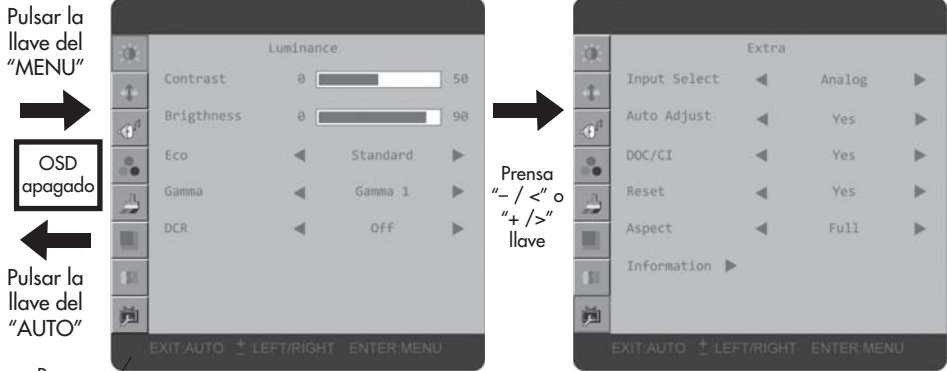 Pulsar la
llave del
“MENU”
OSD
apagado
Pulsar la
llave del
“AUTO”
Luminance
Contrast 0 50
Brigthness 0 90
Eco Standard
Gamma Gamma 1
DCR Off
EXIT:AUTO ± LEFT/RIGHT ENTER:MENU
Prensa
“– / <” o
“+ />”
llave
Extra
Input Select Analog
Auto Adjust Yes
DOC/CI Yes
Reset Yes
Aspect Full
Information
EXIT:AUTO ± LEFT/RIGHT ENTER:MENU